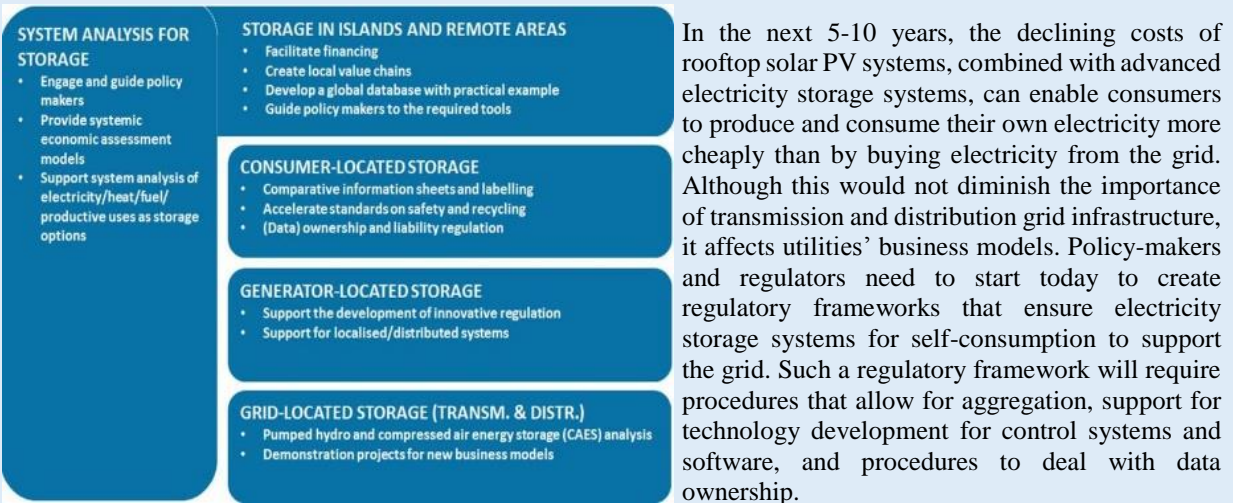 SYSTEM ANALYSIS FOR
STORAGE
• Engage and guide policy
makers
• Provide systemic
economic assessment
models
• Support system analysis of
electricity/heat/fuel/
productive uses as storage
options
STORAGE IN ISLANDS AND REMOTE AREAS
• Facilitate financing
• Create local value chains
• Develop a global database with practical example
• Guide policy makers to the required tools
CONSUMER-LOCATED STORAGE
• Comparative information sheets and labelling
• Accelerate standards on safety and recycling
• (Data) ownership and liability regulation
GENERATOR-LOCATED STORAGE
• Support the development of innovative regulation
• Support for localised/distributed systems
GRID-LOCATED STORAGE (TRANSM. & DISTR.)
• Pumped hydro and compressed air energy storage (CAES) analysis
• Demonstration projects for new business models
In the next 5-10 years, the declining costs of
rooftop solar PV systems, combined with advanced
electricity storage systems, can enable consumers
to produce and consume their own electricity more
cheaply than by buying electricity from the grid.
Although this would not diminish the importance
of transmission and distribution grid infrastructure,
it affects utilities’ business models. Policy-makers
and regulators need to start today to create
regulatory frameworks that ensure electricity
storage systems for self-consumption to support
the grid. Such a regulatory framework will require
procedures that allow for aggregation, support for
technology development for control systems and
software, and procedures to deal with data
ownership.